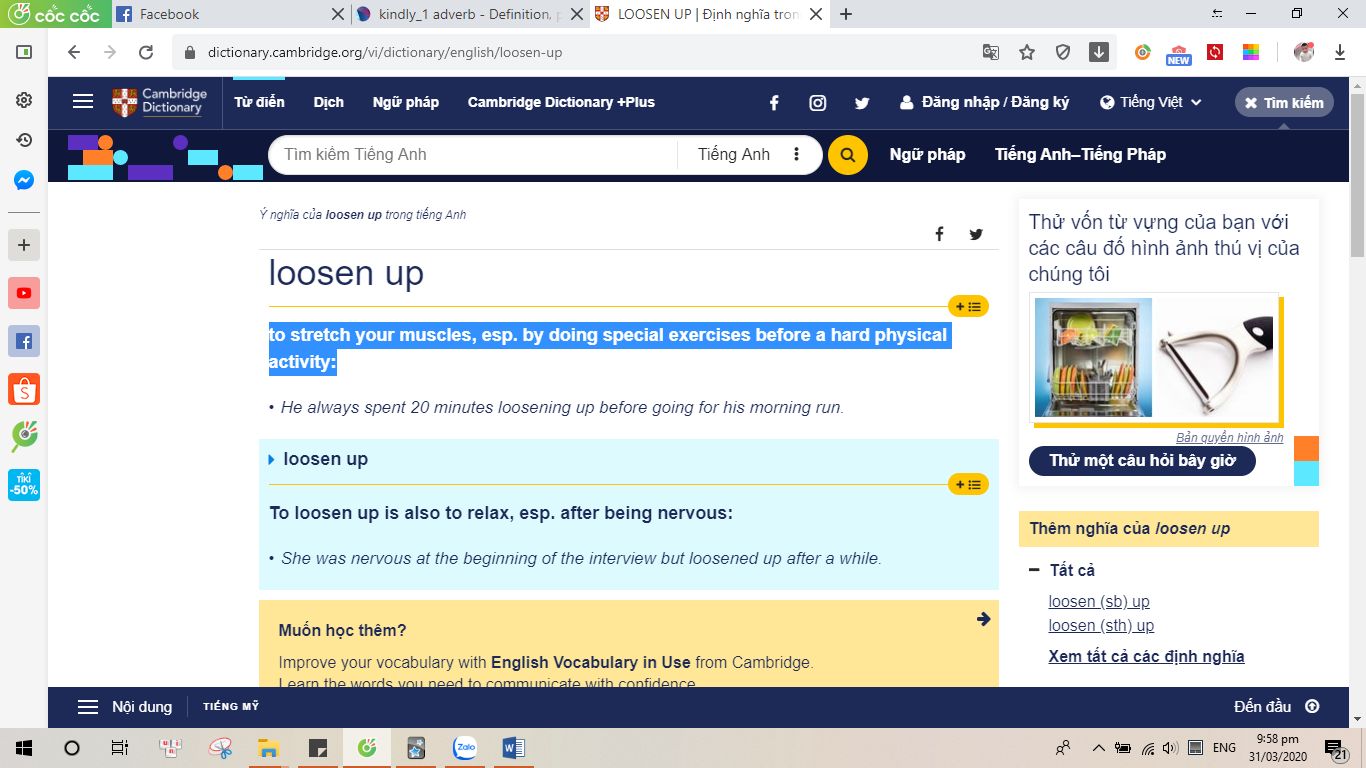 cốc cốc
Facebook
kindly_1 adverb - Definition, p
LOOSEN UP | Định nghĩa tron
dictionary.cambridge.org/vi/dictionary/english/loosen-up
NEW
Cambridge
Dictionary
Từ điển
Dịch
Ngữ pháp
Cambridge Dictionary +Plus
Đăng nhập / Đăng ký
Tiếng Việt
Tìm kiếm
Tìm kiếm Tiếng Anh
Tiếng Anh
Ngữ pháp
Tiếng Anh–Tiếng Pháp
Ý nghĩa của loosen up trong tiếng Anh
loosen up
to stretch your muscles, esp. by doing special exercises before a hard physical
activity:
• He always spent 20 minutes loosening up before going for his morning run.
loosen up
To loosen up is also to relax, esp. after being nervous:
• She was nervous at the beginning of the interview but loosened up after a while.
Muốn học thêm?
Improve your vocabulary with English Vocabulary in Use from Cambridge.
Learn the words you need to communicate with confidence.
Thử vốn từ vựng của bạn với
các câu đố hình ảnh thú vị của
chúng tôi
Bản quyền hình ảnh
Thử một câu hỏi bây giờ
Thêm nghĩa của loosen up
Tất cả
loosen (sb) up
loosen (sth) up
Xem tất cả các định nghĩa
TIKI
-50%
Nội dung
TIẾNG MỸ
Đến đầu
Zalo
ENG
9:58 pm
31/03/2020
21